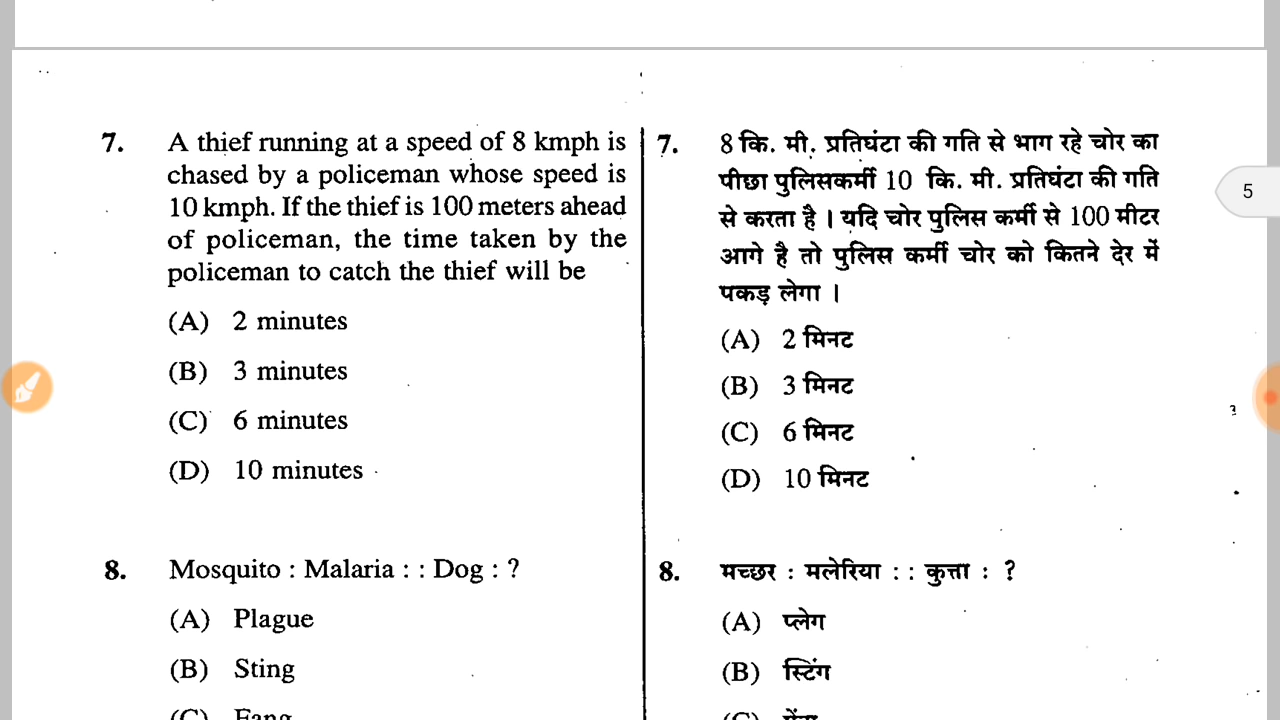 7. A thief running at a speed of 8 kmph is
chased by a policeman whose speed is
10 kmph. If the thief is 100 meters ahead
of policeman, the time taken by the
policeman to catch the thief will be
(A) 2 minutes
(B) 3 minutes
(C) 6 minutes
(D) 10 minutes
8. Mosquito : Malaria : : Dog : ?
(A) Plague
(B) Sting
(C) Fang
7. 8 कि. मी. प्रतिघंटा की गति से भाग रहे चोर का
पीछा पुलिसकर्मी 10 कि. मी. प्रतिघंटा की गति
से करता है । यदि चोर पुलिस कर्मी से 100 मीटर
आगे है तो पुलिस कर्मी चोर को कितने देर में
पकड़ लेगा ।
(A) 2 मिनट
(B) 3 मिनट
(C) 6 मिनट
(D) 10 मिनट
8. मच्छर : मलेरिया : : कुत्ता : ?
(A) प्लेग
(B) स्टिंग
(C)
5